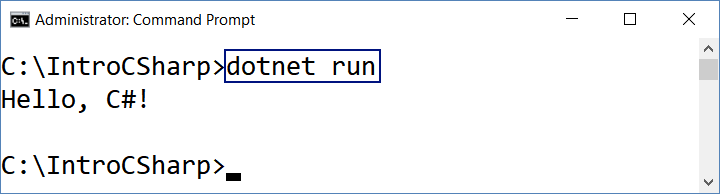 Administrator: Command Prompt
C:\IntroCSharp>dotnet run
Hello, C#!
C:\IntroCSharp>_